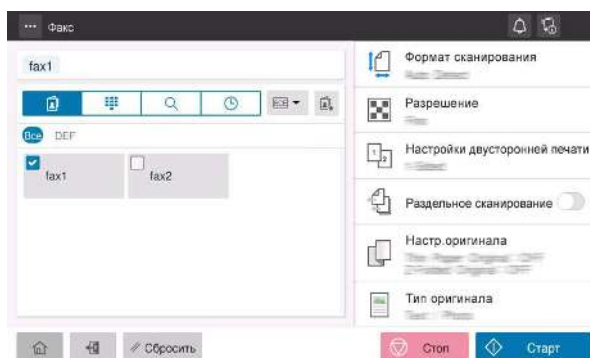 Факс
fax1
Все DEF
fax1
fax2
Формат сканирования
Разрешение
Настройки двусторонней печати
Раздельное сканирование
Настр.оригинала
Тип оригинала
Сбросить
Стоп
Старт